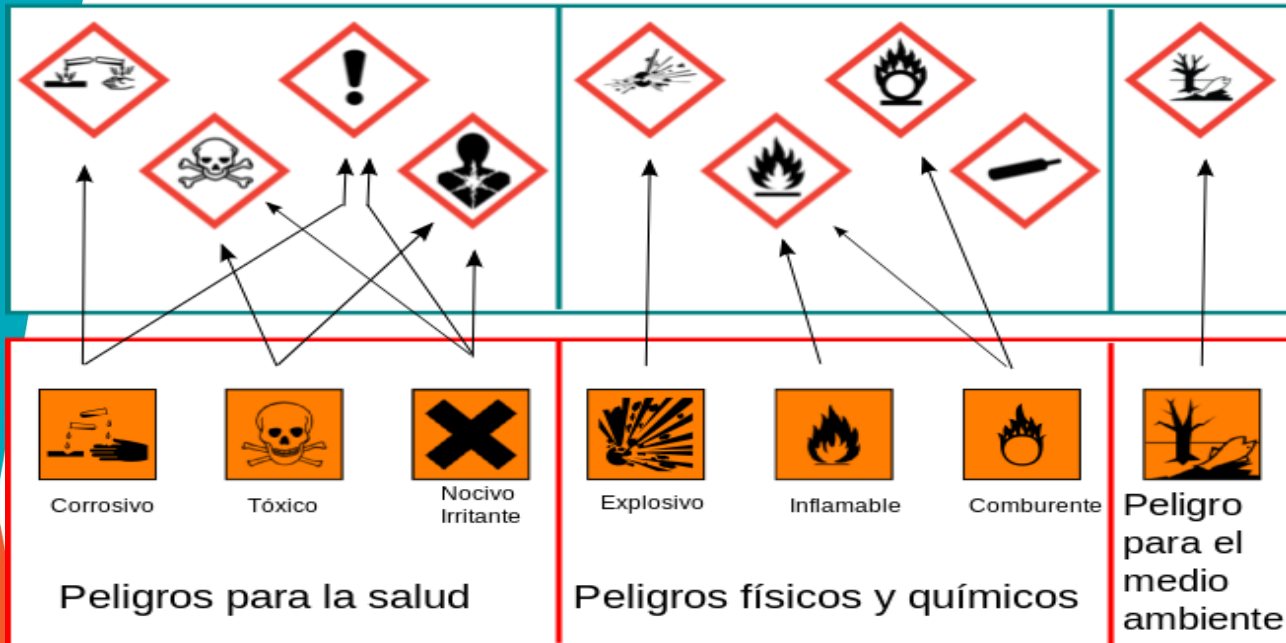 Corrosivo
Tóxico
Nocivo
Irritante
Explosivo
Inflamable
Comburente
Peligros para la salud
Peligros físicos y químicos
Peligro
para el
medio
ambiente